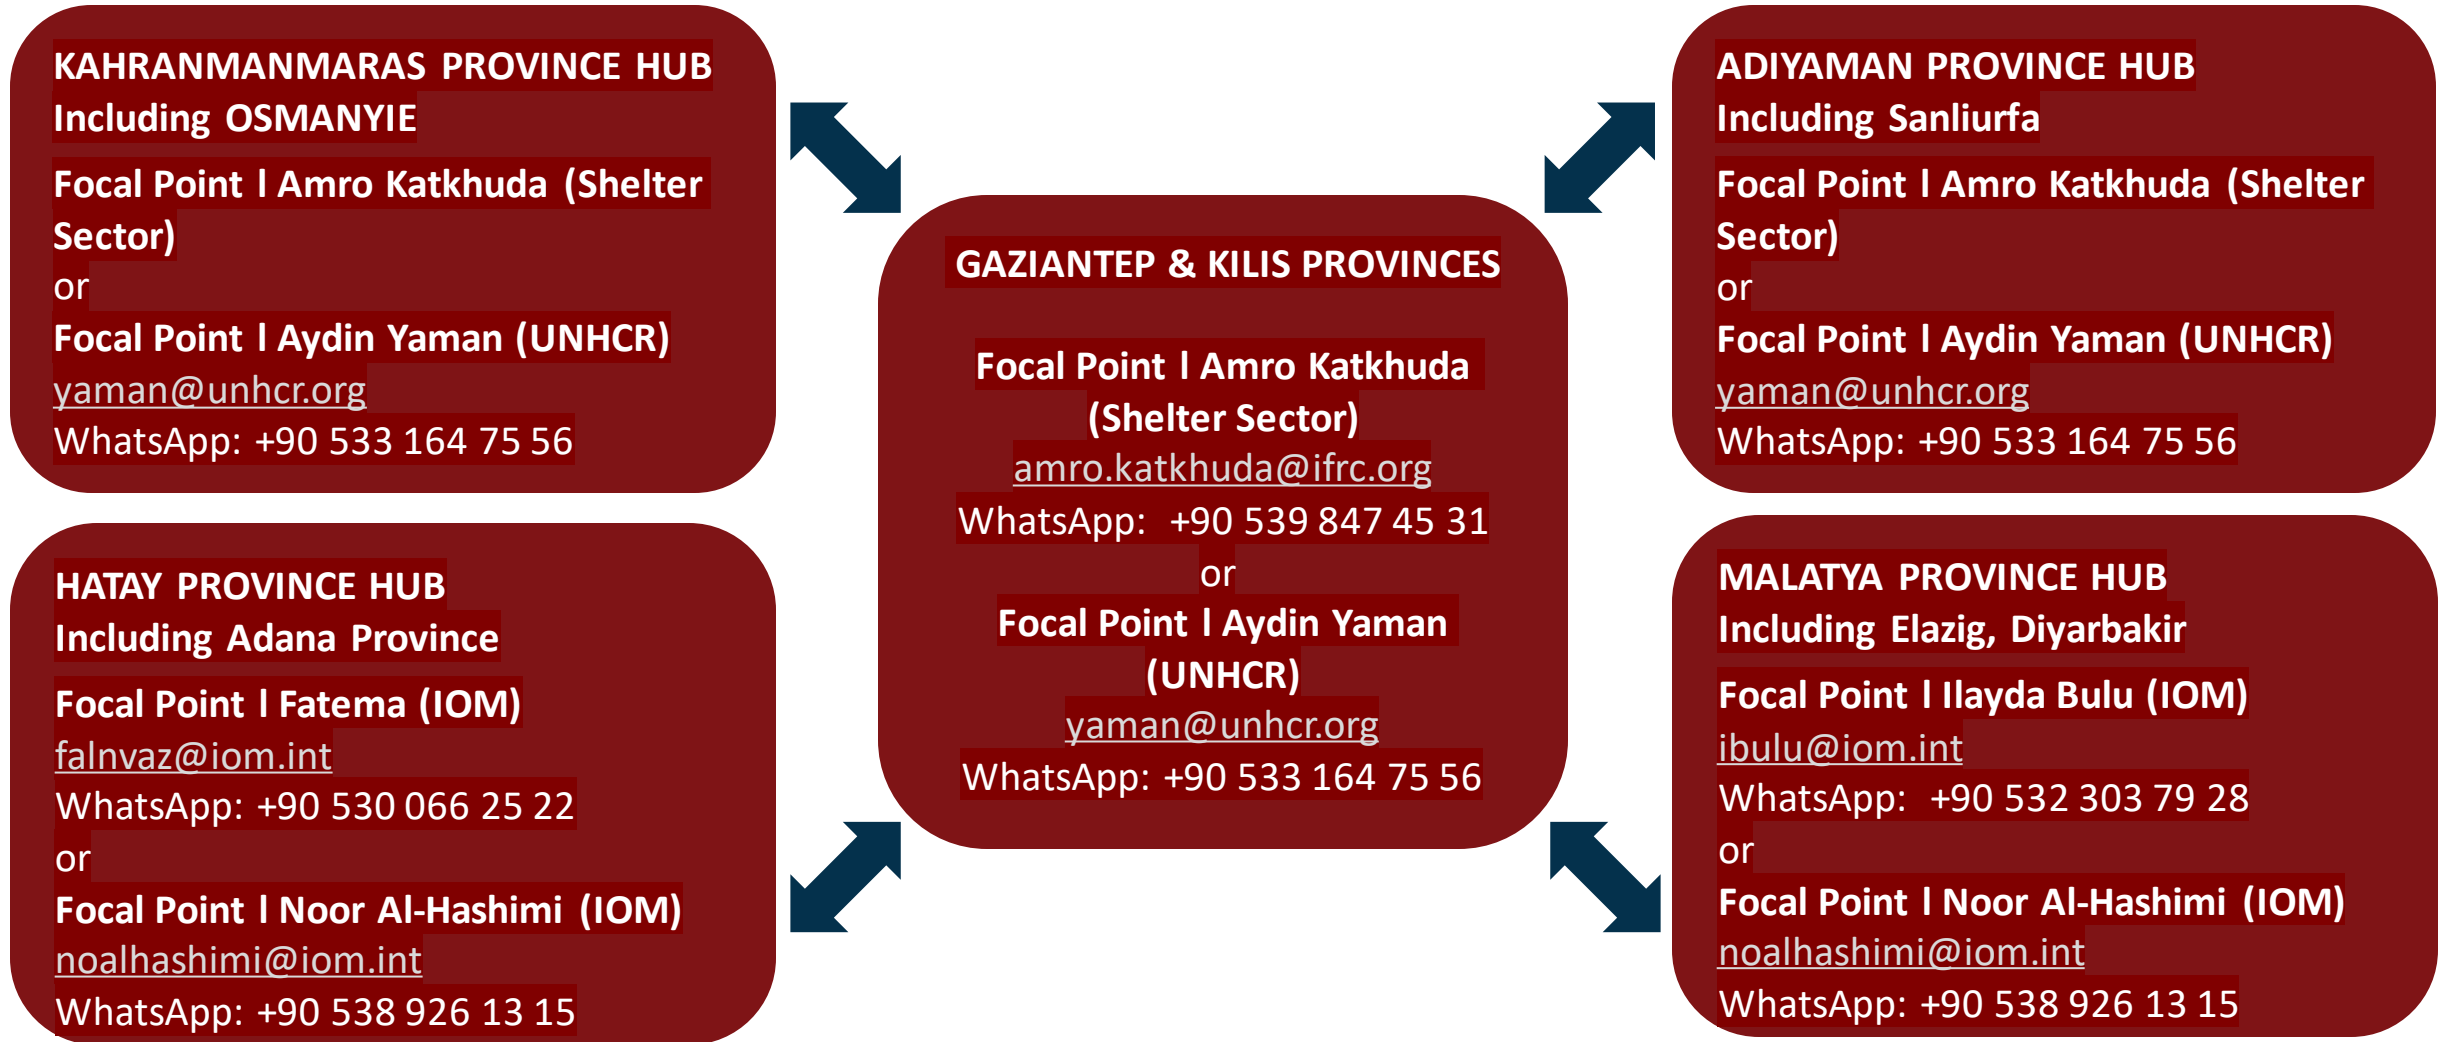 KAHRANMANMARAS PROVINCE HUB
Including OSMANYIE
Focal Point l Amro Katkhuda (Shelter
Sector)
or
Focal Point l Aydin Yaman (UNHCR)
yaman@unhcr.org
WhatsApp: +90 533 164 75 56
HATAY PROVINCE HUB
Including Adana Province
Focal Point l Fatema (IOM)
falnvaz@iom.int
WhatsApp: +90 530 066 25 22
or
Focal Point l Noor Al-Hashimi (IOM)
noalhashimi@iom.int
WhatsApp: +90 538 926 13 15
GAZIANTEP & KILIS PROVINCES
Focal Point l Amro Katkhuda
(Shelter Sector)
amro.katkhuda@ifrc.org
WhatsApp: +90 539 847 45 31
or
Focal Point l Aydin Yaman
(UNHCR)
yaman@unhcr.org
WhatsApp: +90 533 164 75 56
ADIYAMAN PROVINCE HUB
Including Sanliurfa
Focal Point l Amro Katkhuda (Shelter
Sector)
or
Focal Point l Aydin Yaman (UNHCR)
yaman@unhcr.org
WhatsApp: +90 533 164 75 56
MALATYA PROVINCE HUB
Including Elazig, Diyarbakir
Focal Point l Ilayda Bulu (IOM)
ibulu@iom.int
WhatsApp: +90 532 303 79 28
or
Focal Point l Noor Al-Hashimi (IOM)
noalhashimi@iom.int
WhatsApp: +90 538 926 13 15